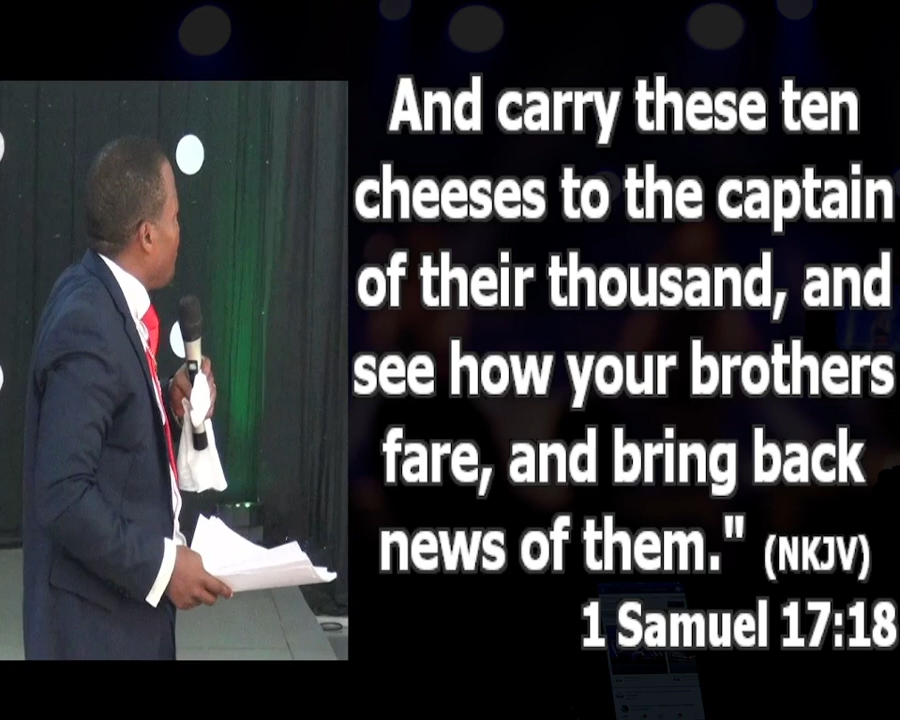 And carry these ten
cheeses to the captain
of their thousand, and
see how your brothers
fare, and bring back
news of them." (NKJV)
1 Samuel 17:18